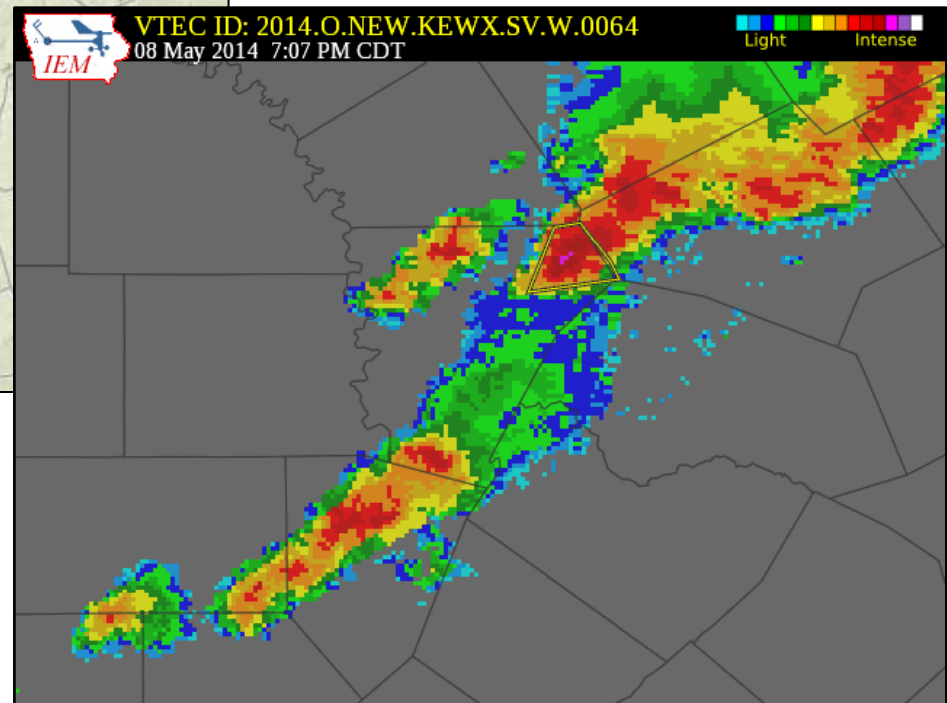 IEM
VTEC ID: 2014.O.NEW.KEWX.SV.W.0064
08 May 2014 7:07 PM CDT
Light Intense